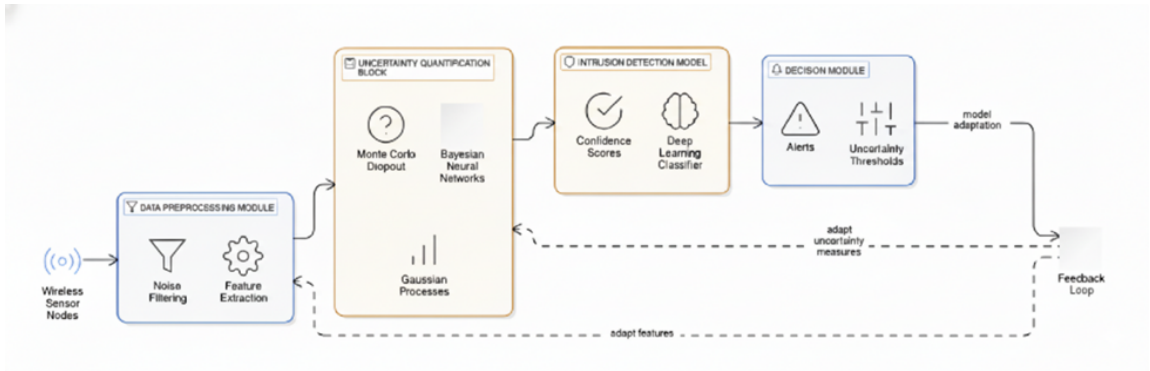 UNCERTAINTY QUANTIFICATION
BLOCK
INTRUSION DETECTION MODEL
DECISON MODULE
Monte Corlo
Diopout
Bayesian
Neural
Networks
Confidence
Scores
Deep
Learning
Classifier
Alerts
Uncertainty
Thresholds
model
adaptation
DATA PREPROCESSING MODULE
Noise
Filtering
Feature
Extraction
Wireless
Sensor
Nodes
Gaussian
Processes
adapt
uncertainty
measures
Feedback
Loop
adapt features